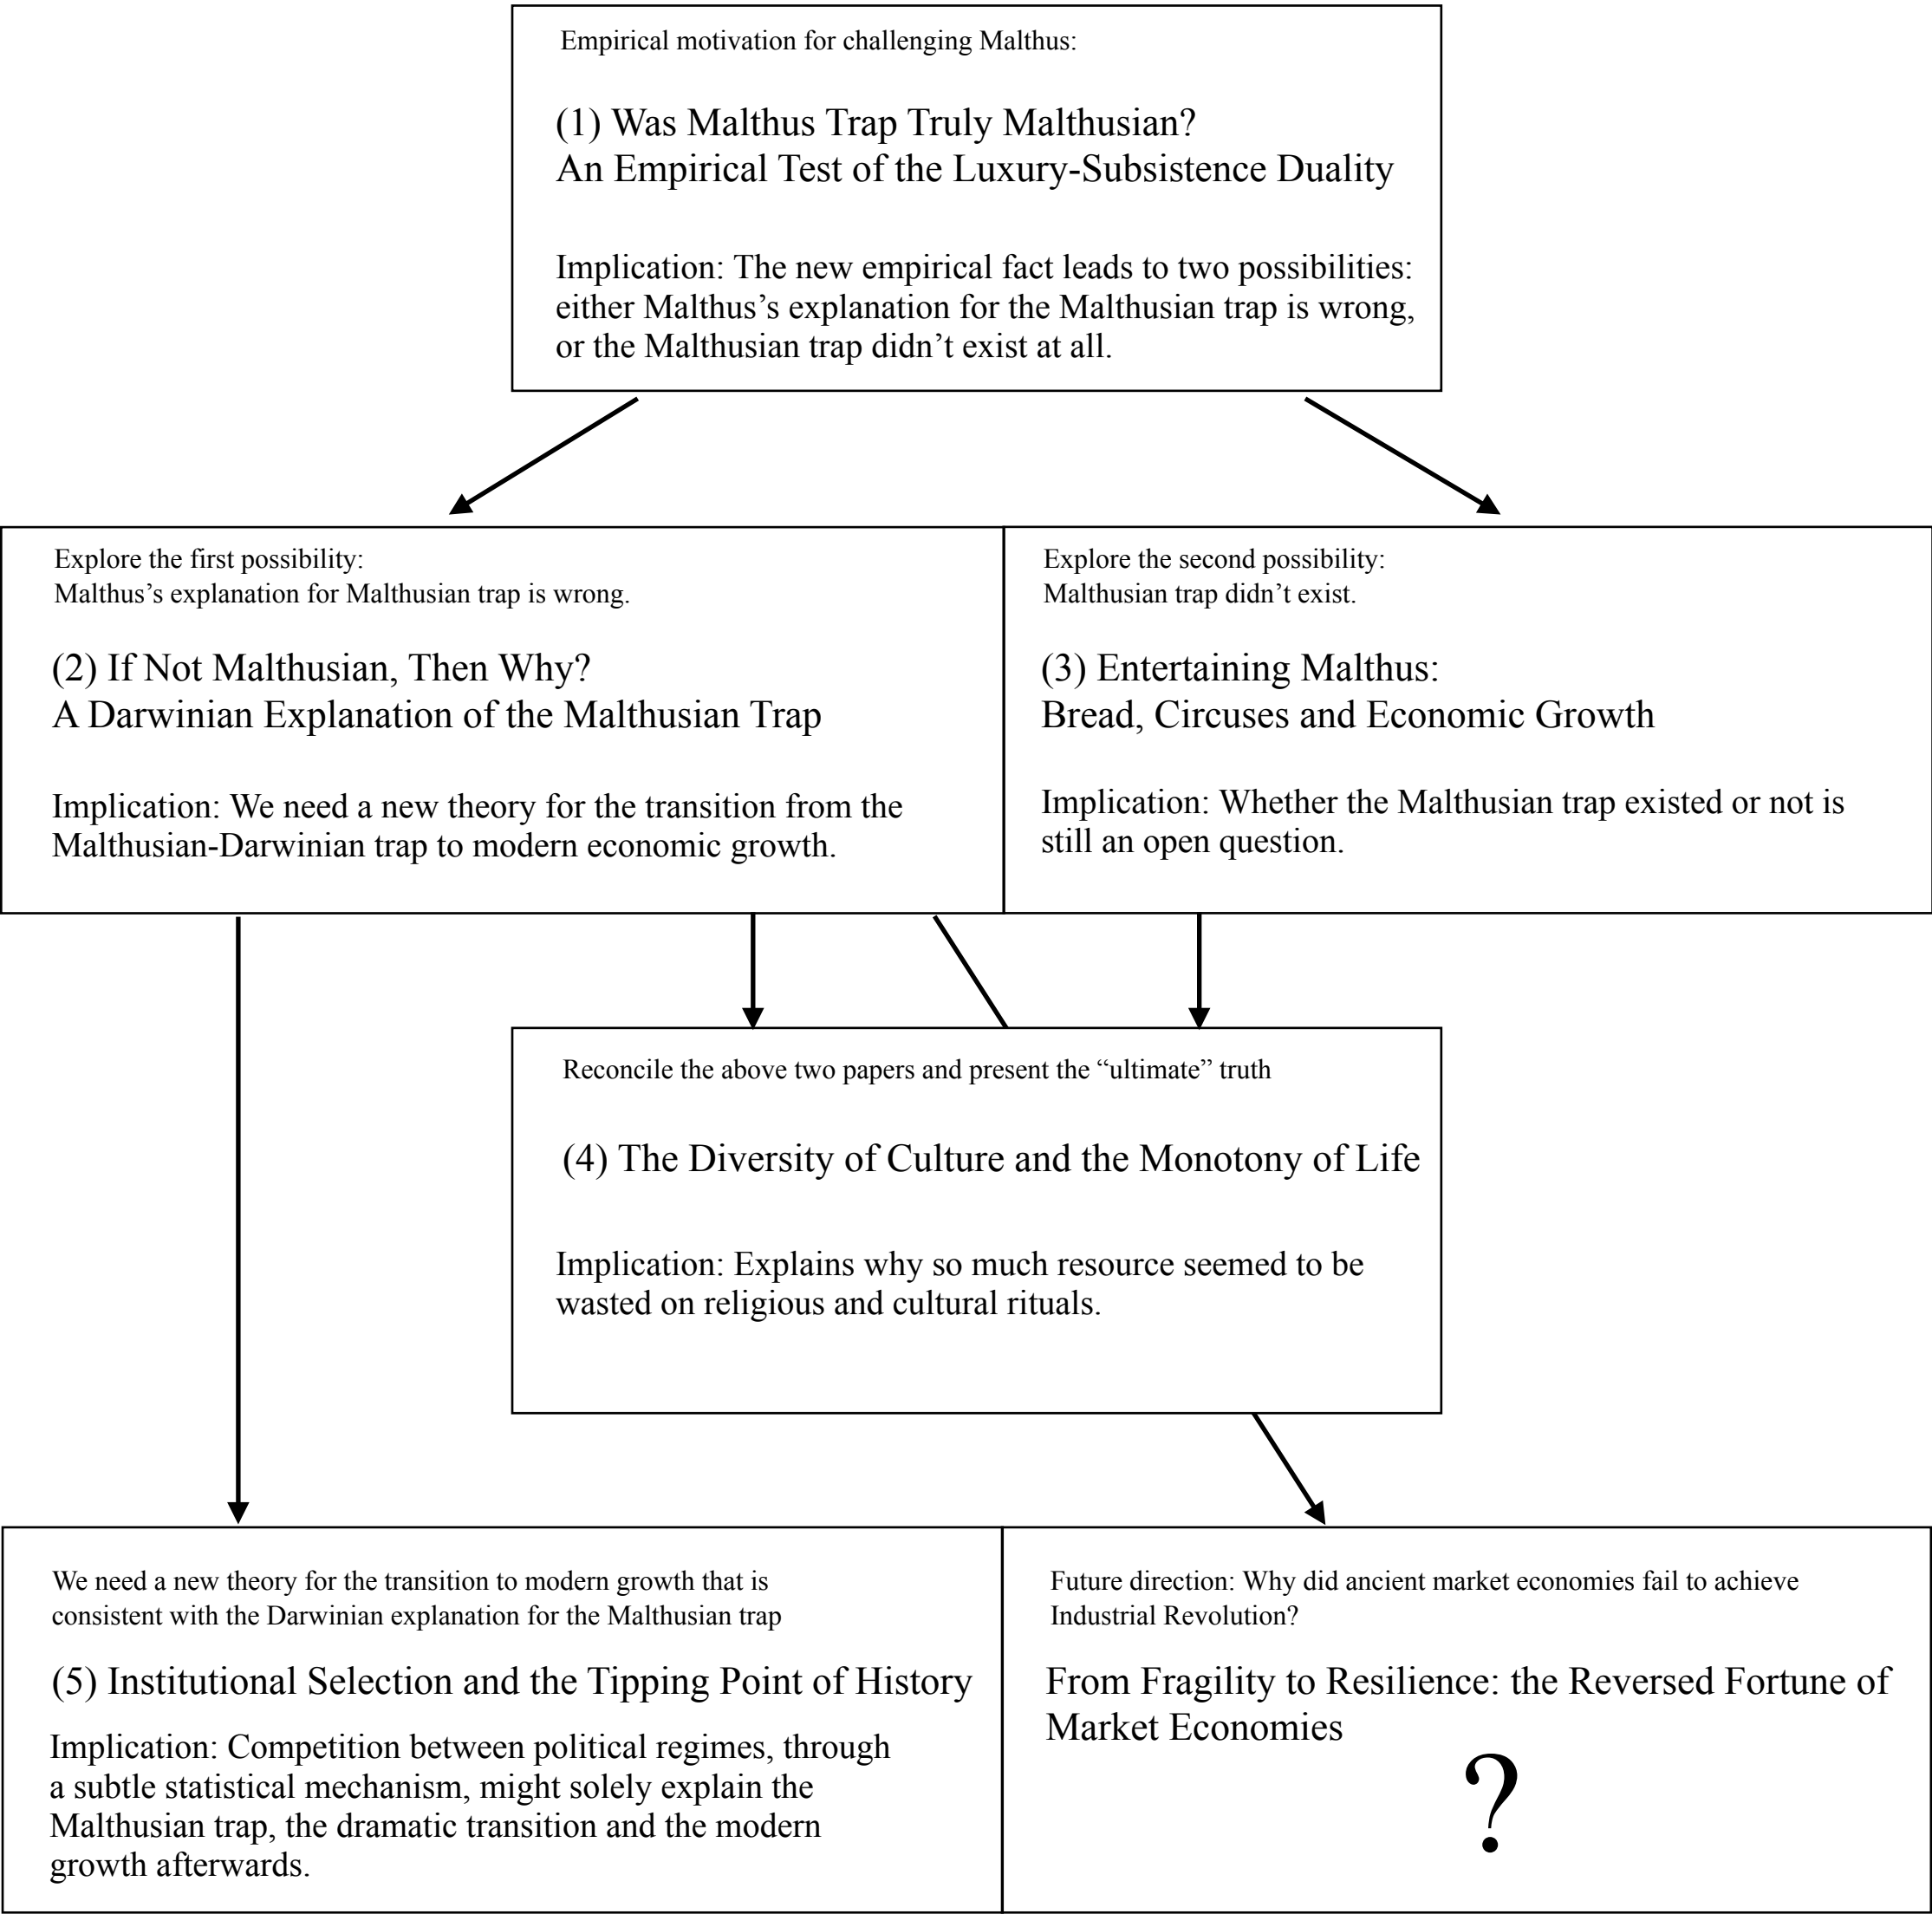 Empirical motivation for challenging Malthus:
(1) Was Malthus Trap Truly Malthusian?
An Empirical Test of the Luxury-Subsistence Duality
Implication: The new empirical fact leads to two possibilities:
either Malthus’s explanation for the Malthusian trap is wrong,
or the Malthusian trap didn’t exist at all.
Explore the first possibility:
Malthus’s explanation for Malthusian trap is wrong.
(2) If Not Malthusian, Then Why?
A Darwinian Explanation of the Malthusian Trap
Implication: We need a new theory for the transition from the
Malthusian-Darwinian trap to modern economic growth.
Explore the second possibility:
Malthusian trap didn’t exist.
(3) Entertaining Malthus:
Bread, Circuses and Economic Growth
Implication: Whether the Malthusian trap existed or not is
still an open question.
Reconcile the above two papers and present the “ultimate” truth
(4) The Diversity of Culture and the Monotony of Life
Implication: Explains why so much resource seemed to be
wasted on religious and cultural rituals.
We need a new theory for the transition to modern growth that is
consistent with the Darwinian explanation for the Malthusian trap
(5) Institutional Selection and the Tipping Point of History
Implication: Competition between political regimes, through
a subtle statistical mechanism, might solely explain the
Malthusian trap, the dramatic transition and the modern
growth afterwards.
Future direction: Why did ancient market economies fail to achieve
Industrial Revolution?
From Fragility to Resilience: the Reversed Fortune of
Market Economies
?